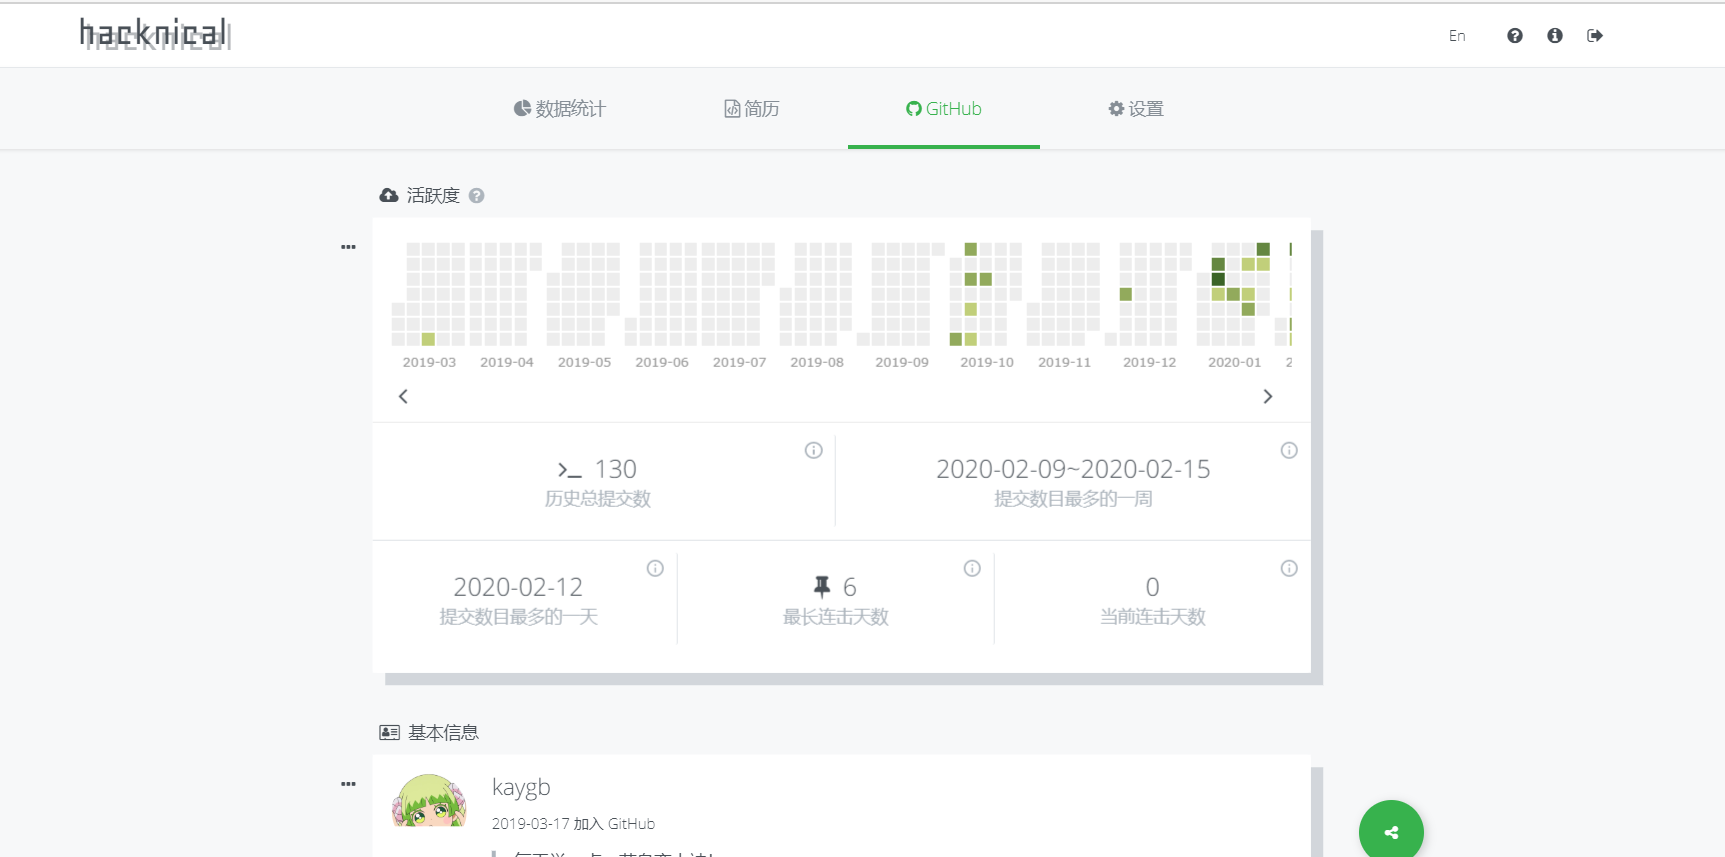 hacknical
En
数据统计
简历
GitHub
设置
活跃度
2019-03 2019-04 2019-05 2019-06 2019-07 2019-08 2019-09 2019-10 2019-11 2019-12 2020-01
130
历史总提交数
2020-02-09~2020-02-15
提交数目最多的一周
2020-02-12
提交数目最多的一天
6
最长连击天数
0
当前连击天数
基本信息
kaygb
2019-03-17 加入 GitHub